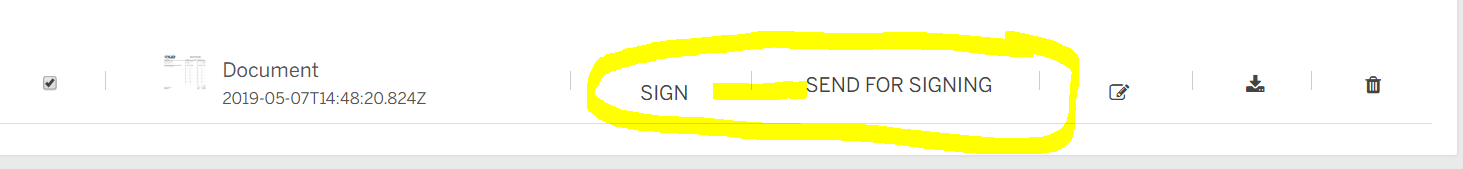 Document
2019-05-07T14:48:20.824Z
SIGN
SEND FOR SIGNING